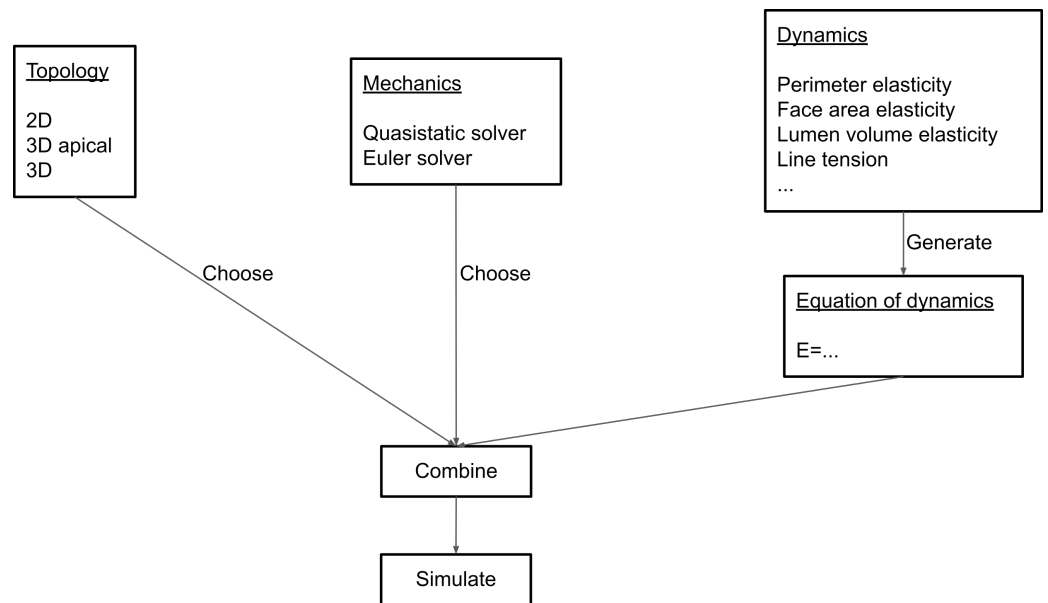 Topology
2D
3D apical
3D
Mechanics
Quasistatic solver
Euler solver
Dynamics
Perimeter elasticity
Face area elasticity
Lumen volume elasticity
Line tension
...
Choose
Choose
Generate
Equation of dynamics
E=...
Combine
Simulate